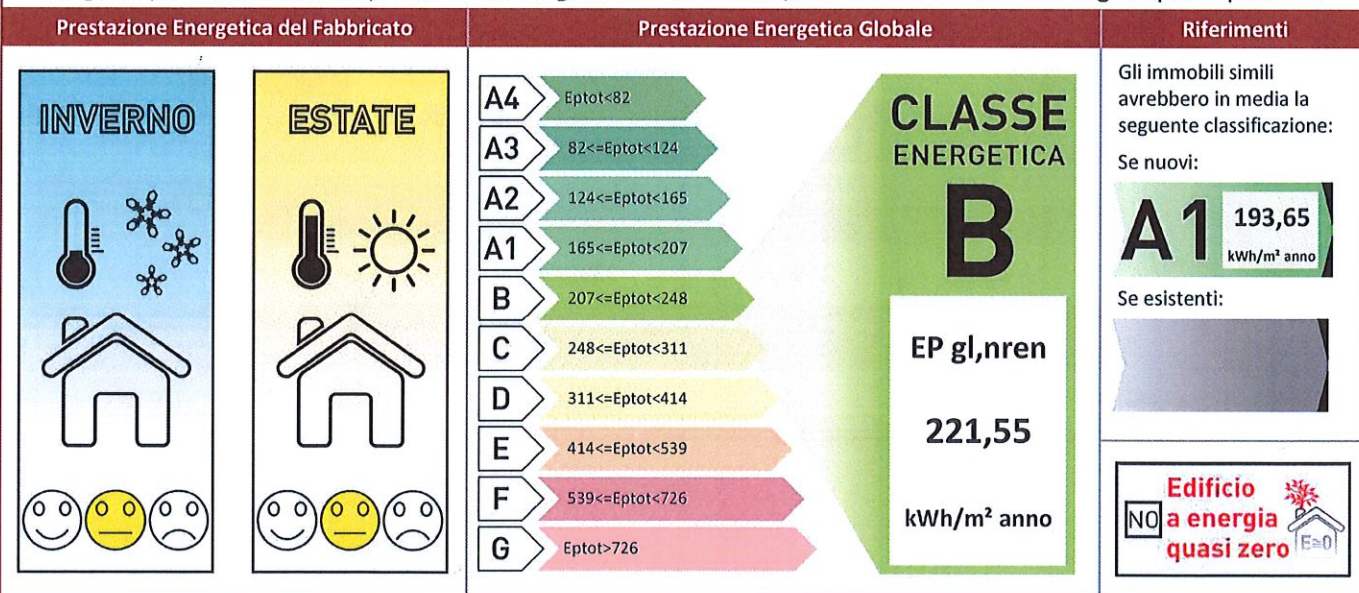 Prestazione Energetica del Fabbricato
Prestazione Energetica Globale
Riferimenti
INVERNO
ESTATE
A4
Eptot<82
A3
82<=Eptot<124
A2
124<=Eptot<165
A1
165<=Eptot<207
B
207<=Eptot<248
C
248<=Eptot<311
D
311<=Eptot<414
E
414<=Eptot<539
F
539<=Eptot<726
G
Eptot>726
CLASSE
ENERGETICA
B
EP gl,nren
221,55
kWh/m² anno
Gli immobili simili
avrebbero in media la
seguente classificazione:
Se nuovi:
A1
193,65
kWh/m² anno
Se esistenti:
NO
Edificio
a energia
quasi zero
E≅0